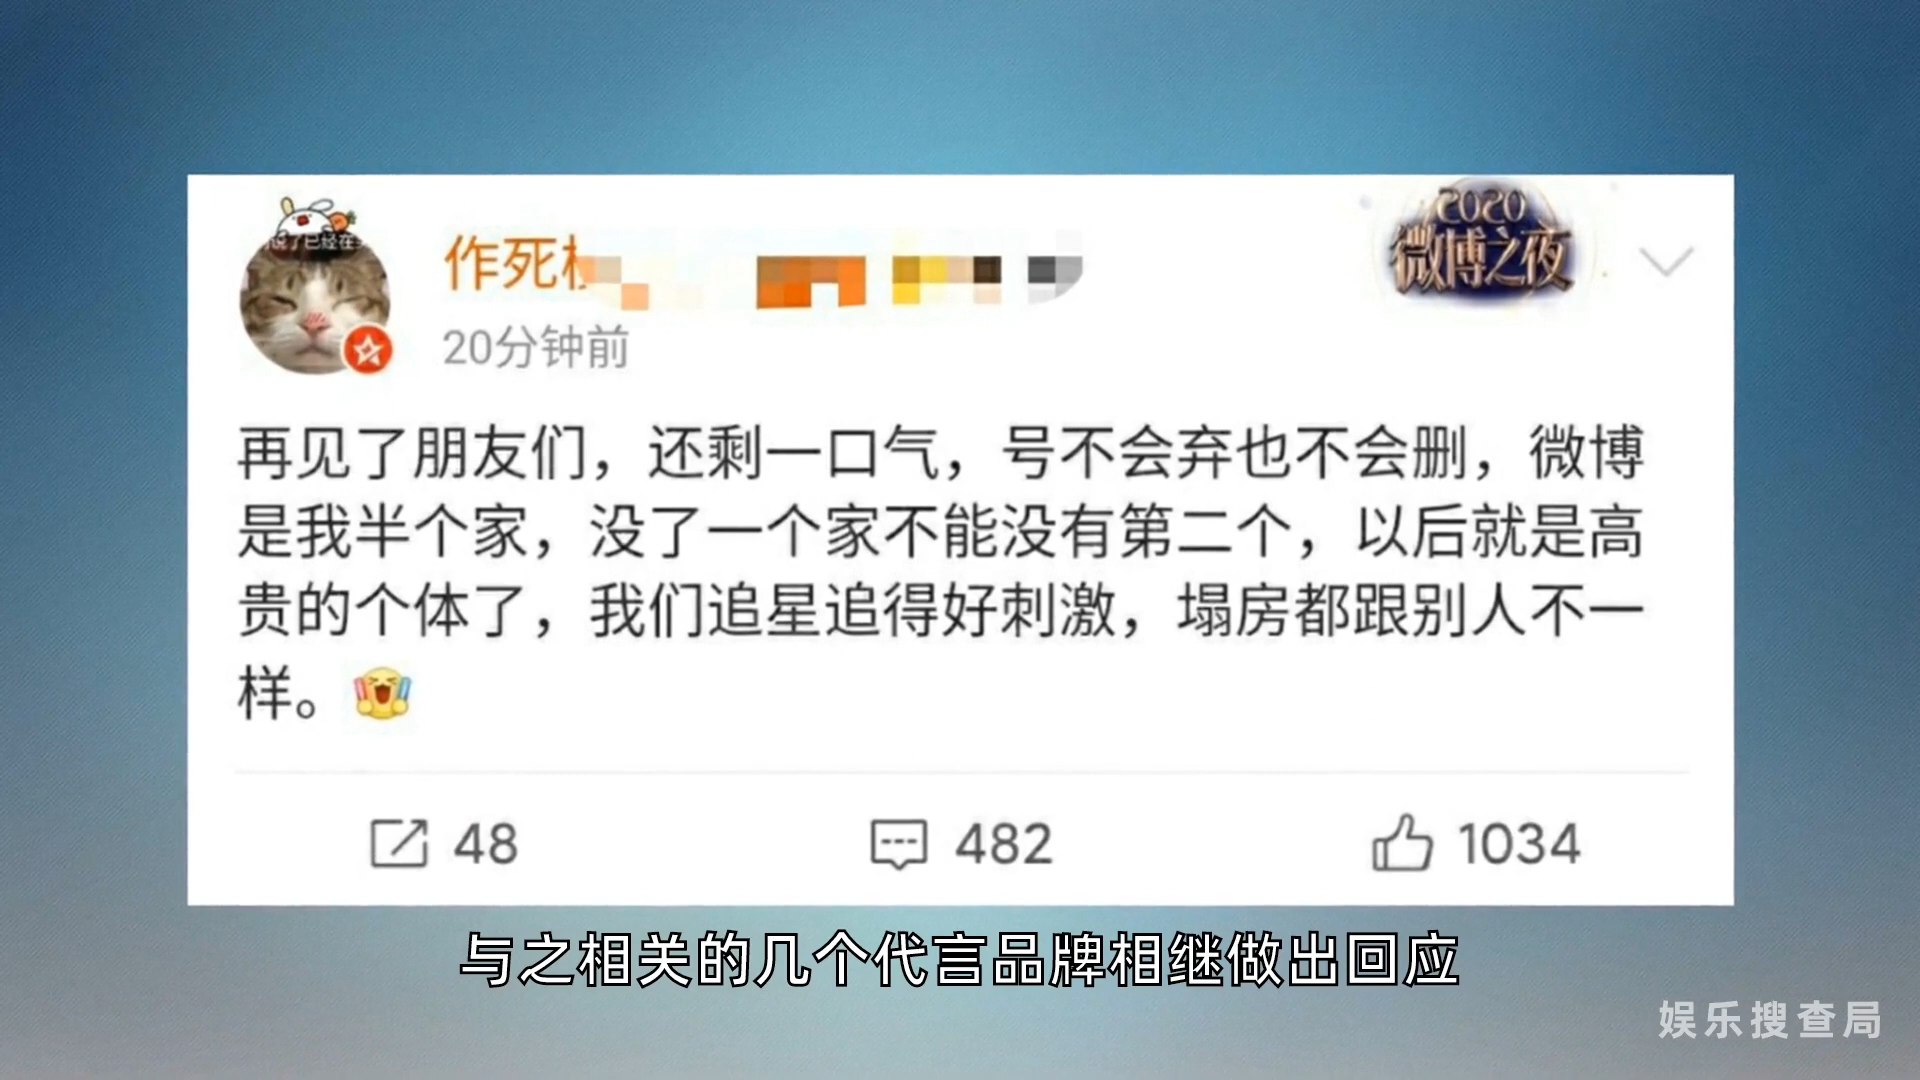 2020
微博之夜
作死
20分钟前
再见了朋友们，还剩一口气，号不会弃也不会删，微博
是我半个家，没了一个家不能没有第二个，以后就是高
贵的个体了，我们追星追得好刺激，塌房都跟别人不一
样。
48
482
1034
与之相关的几个代言品牌相继做出回应
娱乐搜查局